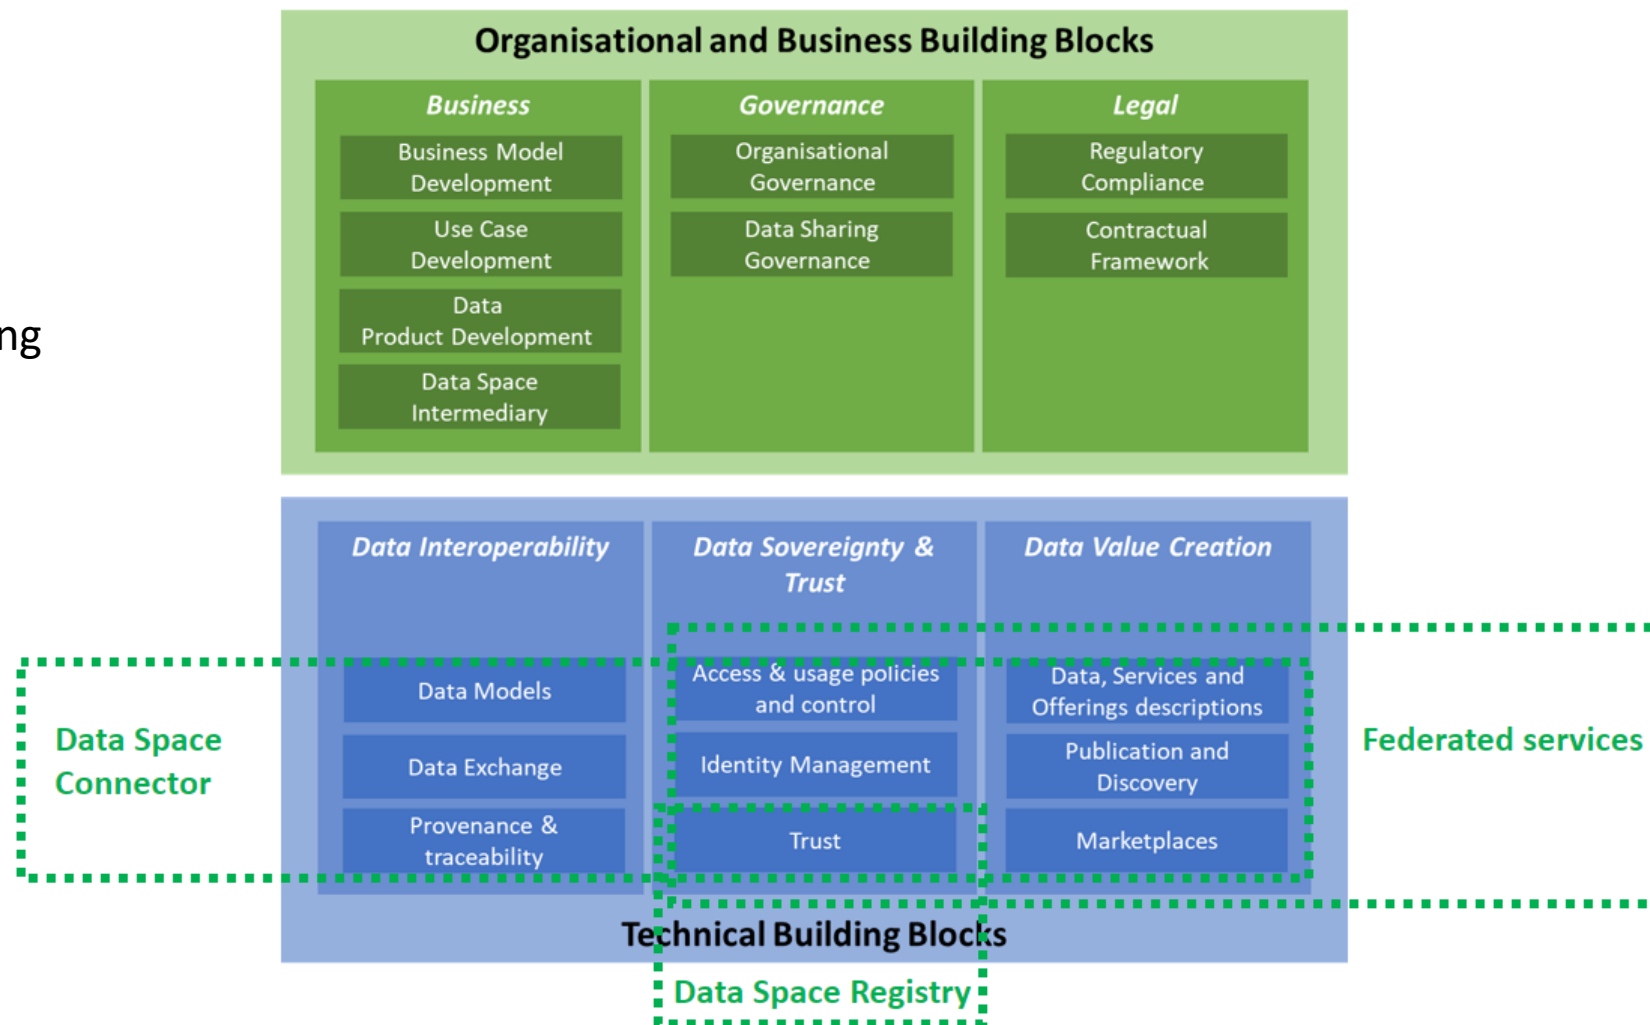 Organisational and Business Building Blocks
Business
Business Model
Development
Use Case
Development
Data
Product Development
Data Space
Intermediary
Governance
Organisational
Governance
Data Sharing
Governance
Legal
Regulatory
Compliance
Contractual
Framework
ng
Data Interoperability
Data Models
Data Exchange
Provenance &
traceability
Data Sovereignty &
Trust
Access & usage policies
and control
Identity Management
Trust
Data Value Creation
Data, Services and
Offerings descriptions
Publication and
Discovery
Marketplaces
Data Space
Connector
Federated services
Technical Building Blocks
Data Space Registry